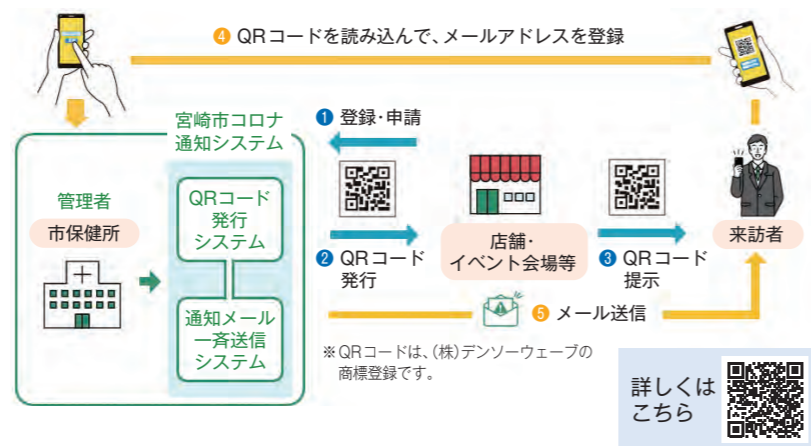 ④ QRコードを読み込んで、メールアドレスを登録
宮崎市コロナ
通知システム
① 登録・申請
管理者
市保健所
QRコード
発行
システム
通知メール
一斉送信
システム
② QRコード
発行
店舗・
イベント会場等
③ QRコード
提示
来訪者
⑤ メール送信
※QRコードは、(株)デンソーウェーブの
商標登録です。
詳しくは
こちら